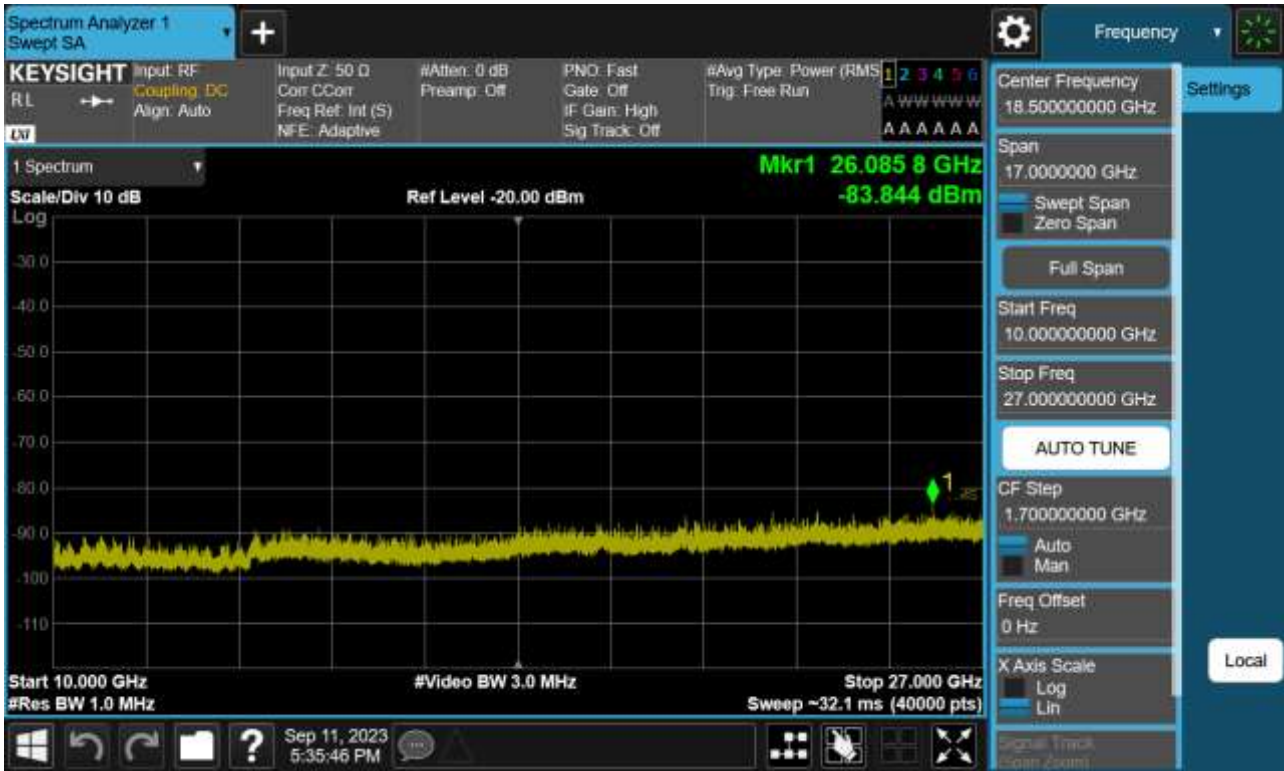 Spectrum Analyzer 1
Swept SA
Frequency
KEYSIGHT
RL
LXI
Input: RF
Coupling: DC
Align: Auto
Input Z: 50 Ω
Corr CCorr
Freq Ref: Int (S)
NFE: Adaptive
#Atten: 0 dB
Preamp: Off
PNO: Fast
Gate: Off
IF Gain: High
Sig Track: Off
#Avg Type: Power (RMS
Trig: Free Run
1 2 3 4 5 6
A W W W W W
A A A A A A
1 Spectrum
Scale/Div 10 dB
Ref Level -20.00 dBm
Mkr1 26.085 8 GHz
-83.844 dBm
Log
-30.0
-40.0
-50.0
-60.0
-70.0
-80.0
-90.0
-100
-110
1
Start 10.000 GHz
#Video BW 3.0 MHz
Stop 27.000 GHz
#Res BW 1.0 MHz
Sweep ~32.1 ms (40000 pts)
Sep 11, 2023
5:35:46 PM
Center Frequency
18.500000000 GHz
Span
17.0000000 GHz
Swept Span
Zero Span
Full Span
Start Freq
10.000000000 GHz
Stop Freq
27.000000000 GHz
AUTO TUNE
CF Step
1.700000000 GHz
Auto
Man
Freq Offset
0 Hz
X Axis Scale
Log
Lin
Signal Track
(Span Zoom)
Settings
Local